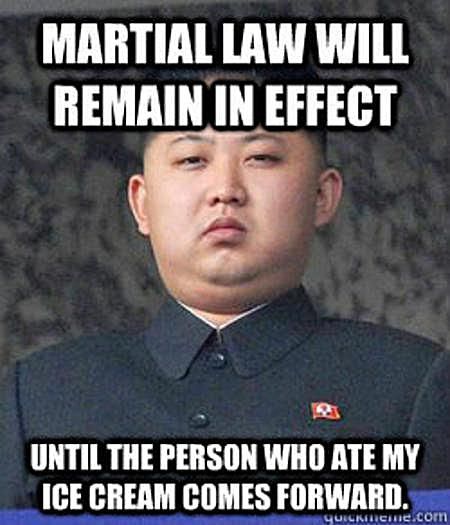 MARTIAL LAW WILL
REMAIN IN EFFECT
UNTIL THE PERSON WHO ATE MY
ICE CREAM COMES FORWARD.
quickmeme.com